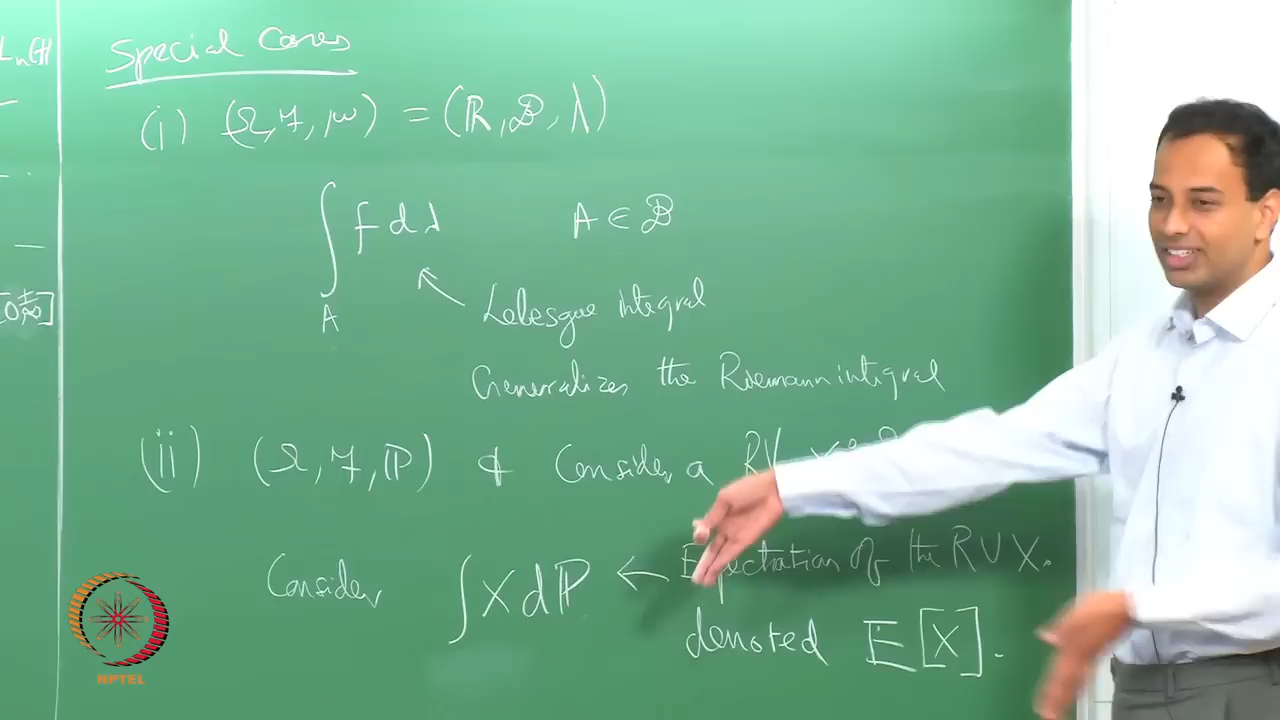 Special Cases
(i) (Ω, F, μ) = (ℝ, ℬ, λ)
∫_A f dλ A ∈ ℬ
Lebesgue integral
Generalizes the Riemann integral
(ii) (Ω, F, ℙ) & Consider a RV X
Consider ∫ X dℙ ← Expectation of the RV X.
denoted E[X].
NPTEL